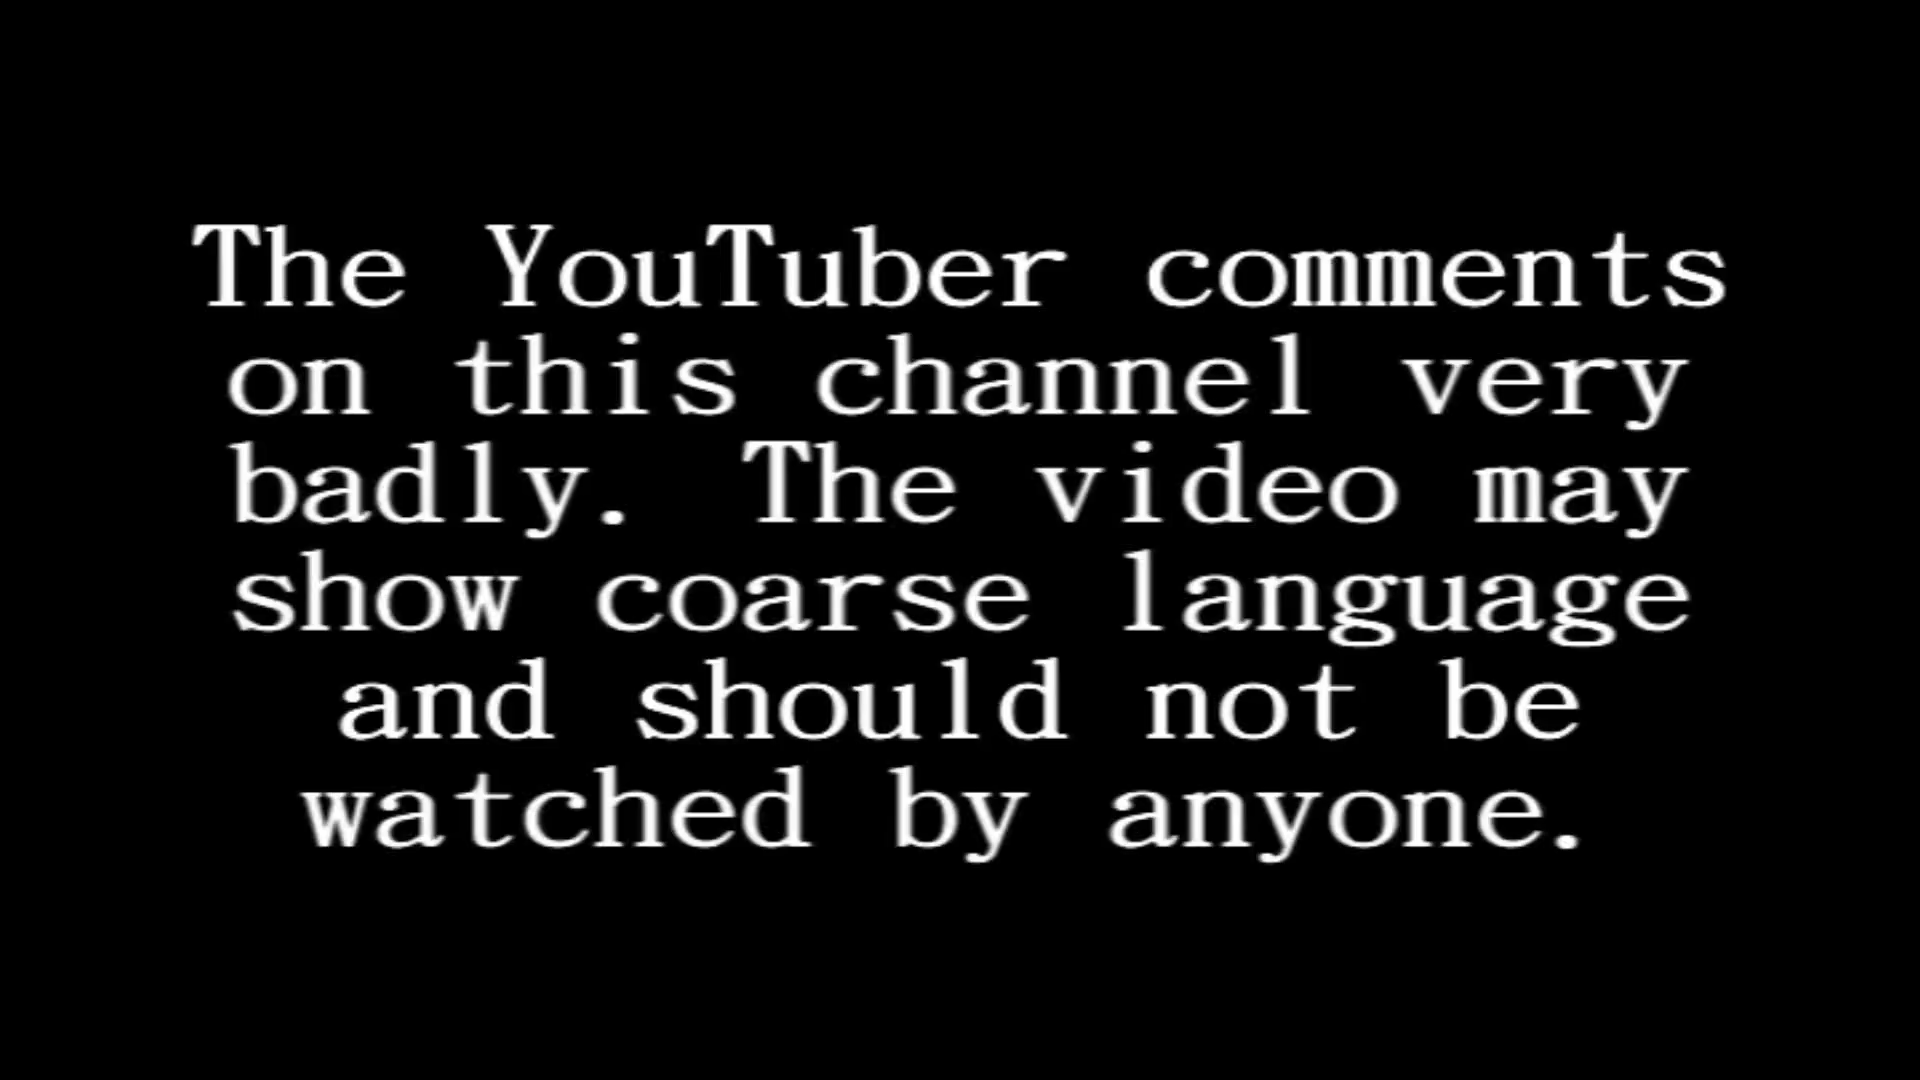 The YouTuber comments
on this channel very
badly. The video may
show coarse language
and should not be
watched by anyone.